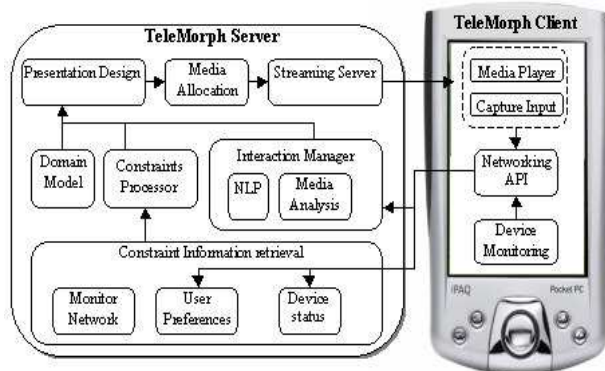 TeleMorph Server
TeleMorph Client
Presentation Design
Media
Allocation
Streaming Server
Media Player
Capture Input
Domain
Model
Constraints
Processor
Interaction Manager
NLP
Media
Analysis
Networking
API
Device
Monitoring
Constraint Information retrieval
Monitor
Network
User
Preferences
Device
status
iPAQ
Pocket PC